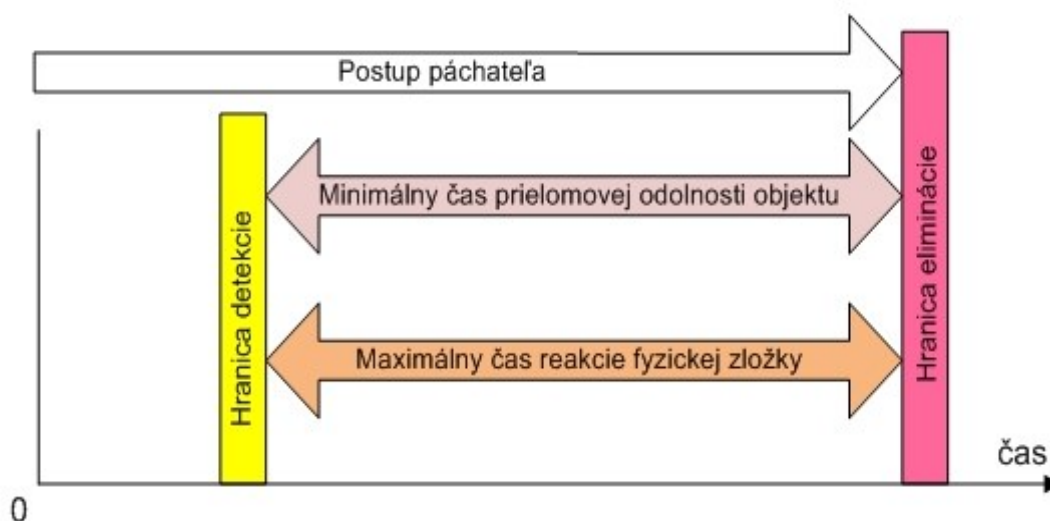 Postup páchateľa
Minimálny čas prielomovej odolnosti objektu
Hranica detekcie
Hranica eliminácie
Maximálny čas reakcie fyzickej zložky
čas
0